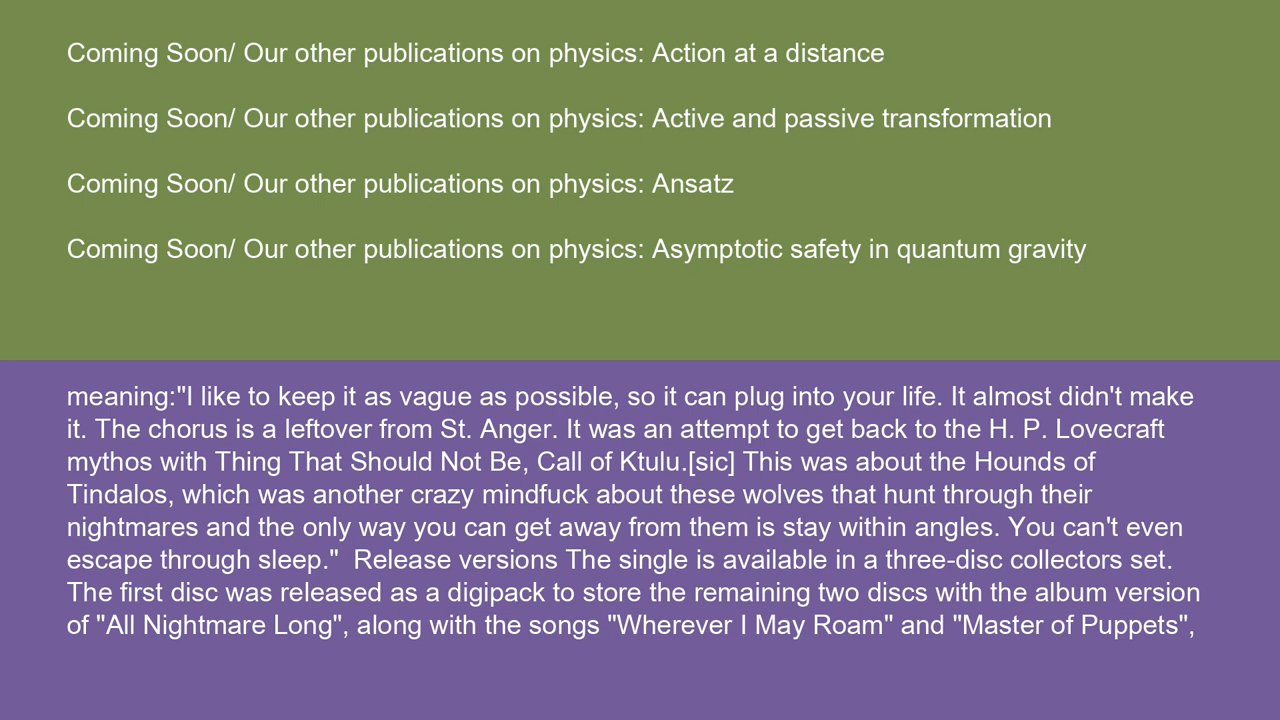 Coming Soon/ Our other publications on physics: Action at a distance
Coming Soon/ Our other publications on physics: Active and passive transformation
Coming Soon/ Our other publications on physics: Ansatz
Coming Soon/ Our other publications on physics: Asymptotic safety in quantum gravity
meaning:"I like to keep it as vague as possible, so it can plug into your life. It almost didn't make
it. The chorus is a leftover from St. Anger. It was an attempt to get back to the H. P. Lovecraft
mythos with Thing That Should Not Be, Call of Ktulu.[sic] This was about the Hounds of
Tindalos, which was another crazy mindfuck about these wolves that hunt through their
nightmares and the only way you can get away from them is stay within angles. You can't even
escape through sleep."  Release versions The single is available in a three-disc collectors set.
The first disc was released as a digipack to store the remaining two discs with the album version
of "All Nightmare Long", along with the songs "Wherever I May Roam" and "Master of Puppets",